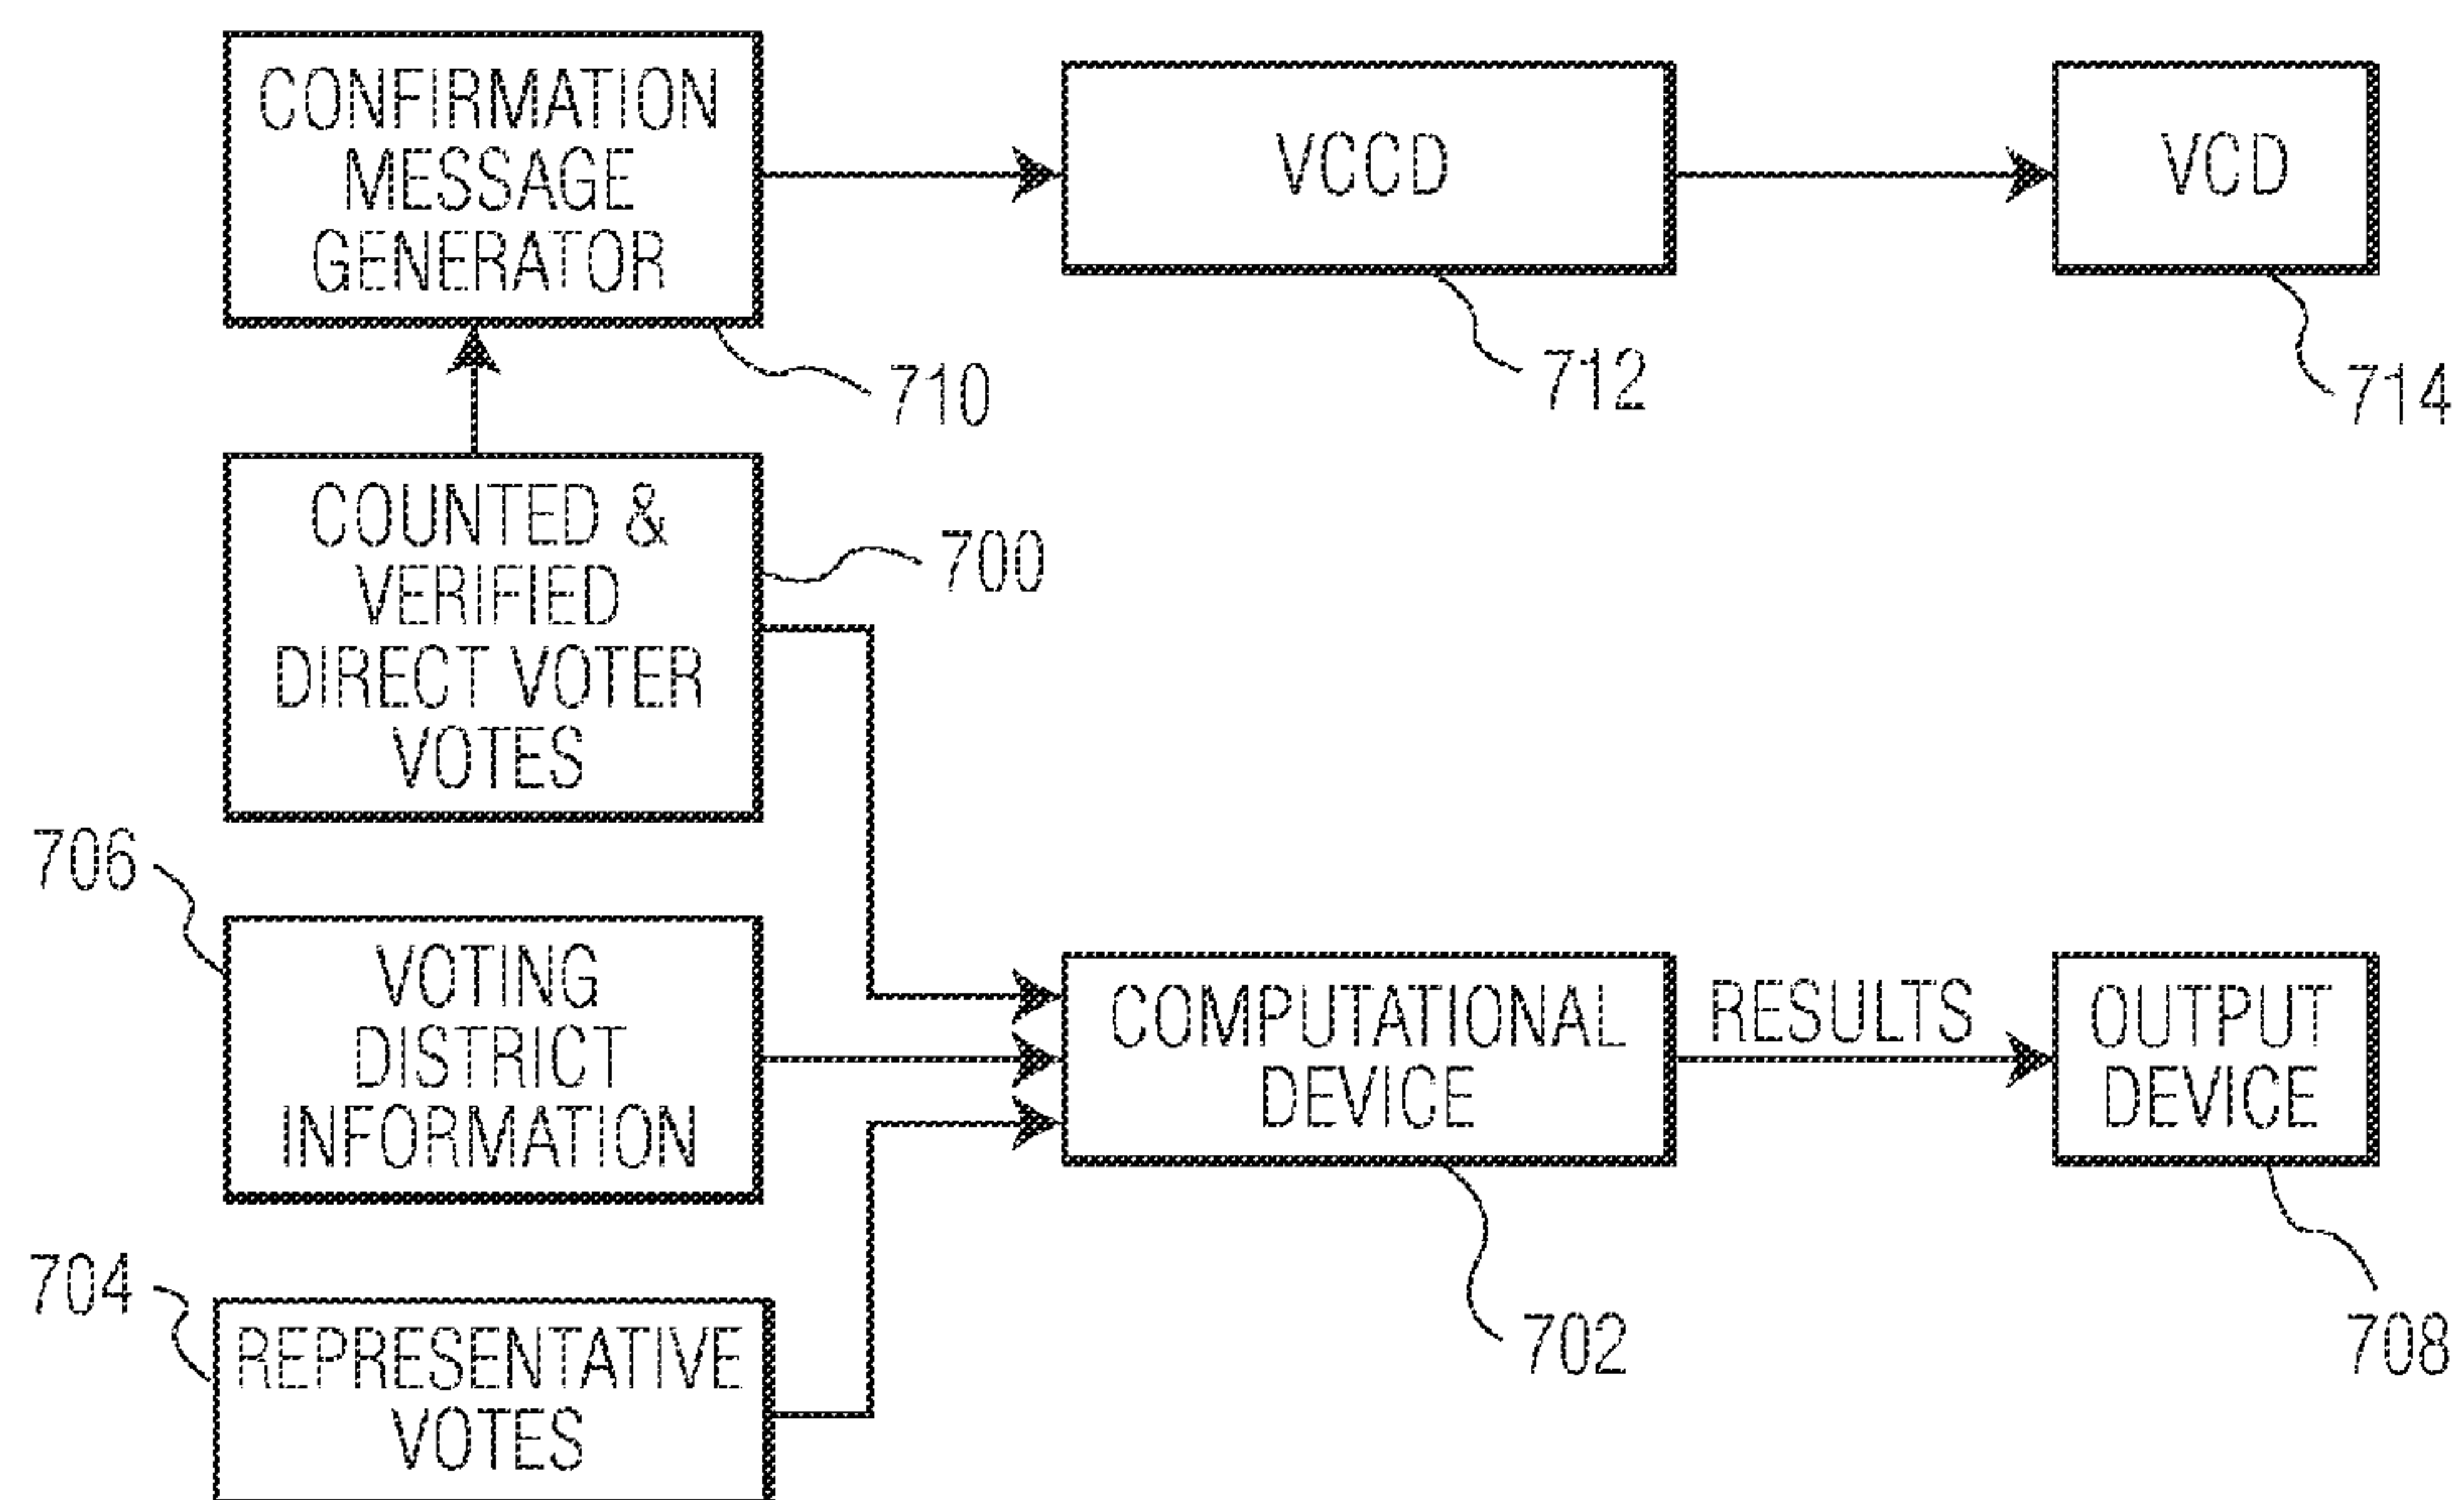 CONFIRMATION
MESSAGE
GENERATOR
710
VCCD
712
VCD
714
COUNTED &
VERIFIED
DIRECT VOTER
VOTES
700
706
VOTING
DISTRICT
INFORMATION
704
REPRESENTATIVE
VOTES
COMPUTATIONAL
DEVICE
702
RESULTS
OUTPUT
DEVICE
708